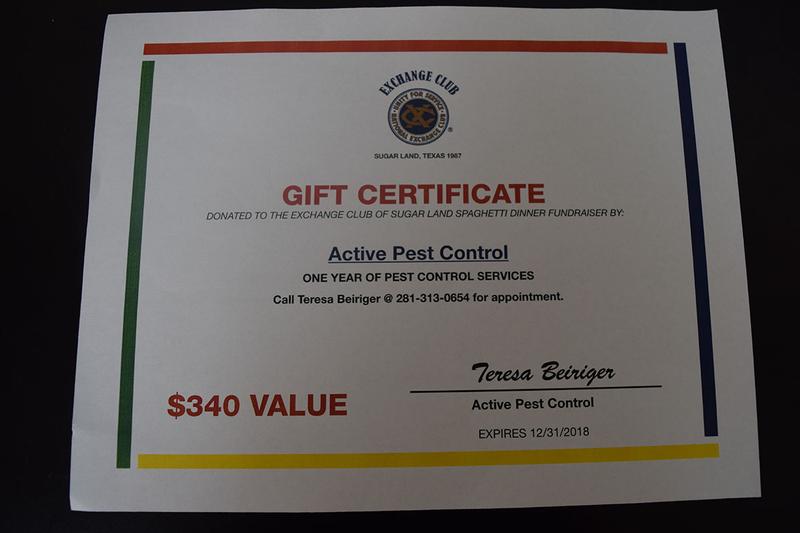 EXCHANGE CLUB
UNITY FOR SERVICE
NATIONAL EXCHANGE CLUB
®
SUGAR LAND, TEXAS 1987
GIFT CERTIFICATE
DONATED TO THE EXCHANGE CLUB OF SUGAR LAND SPAGHETTI DINNER FUNDRAISER BY:
Active Pest Control
ONE YEAR OF PEST CONTROL SERVICES
Call Teresa Beiriger @ 281-313-0654 for appointment.
Teresa Beiriger
$340 VALUE
Active Pest Control
EXPIRES 12/31/2018